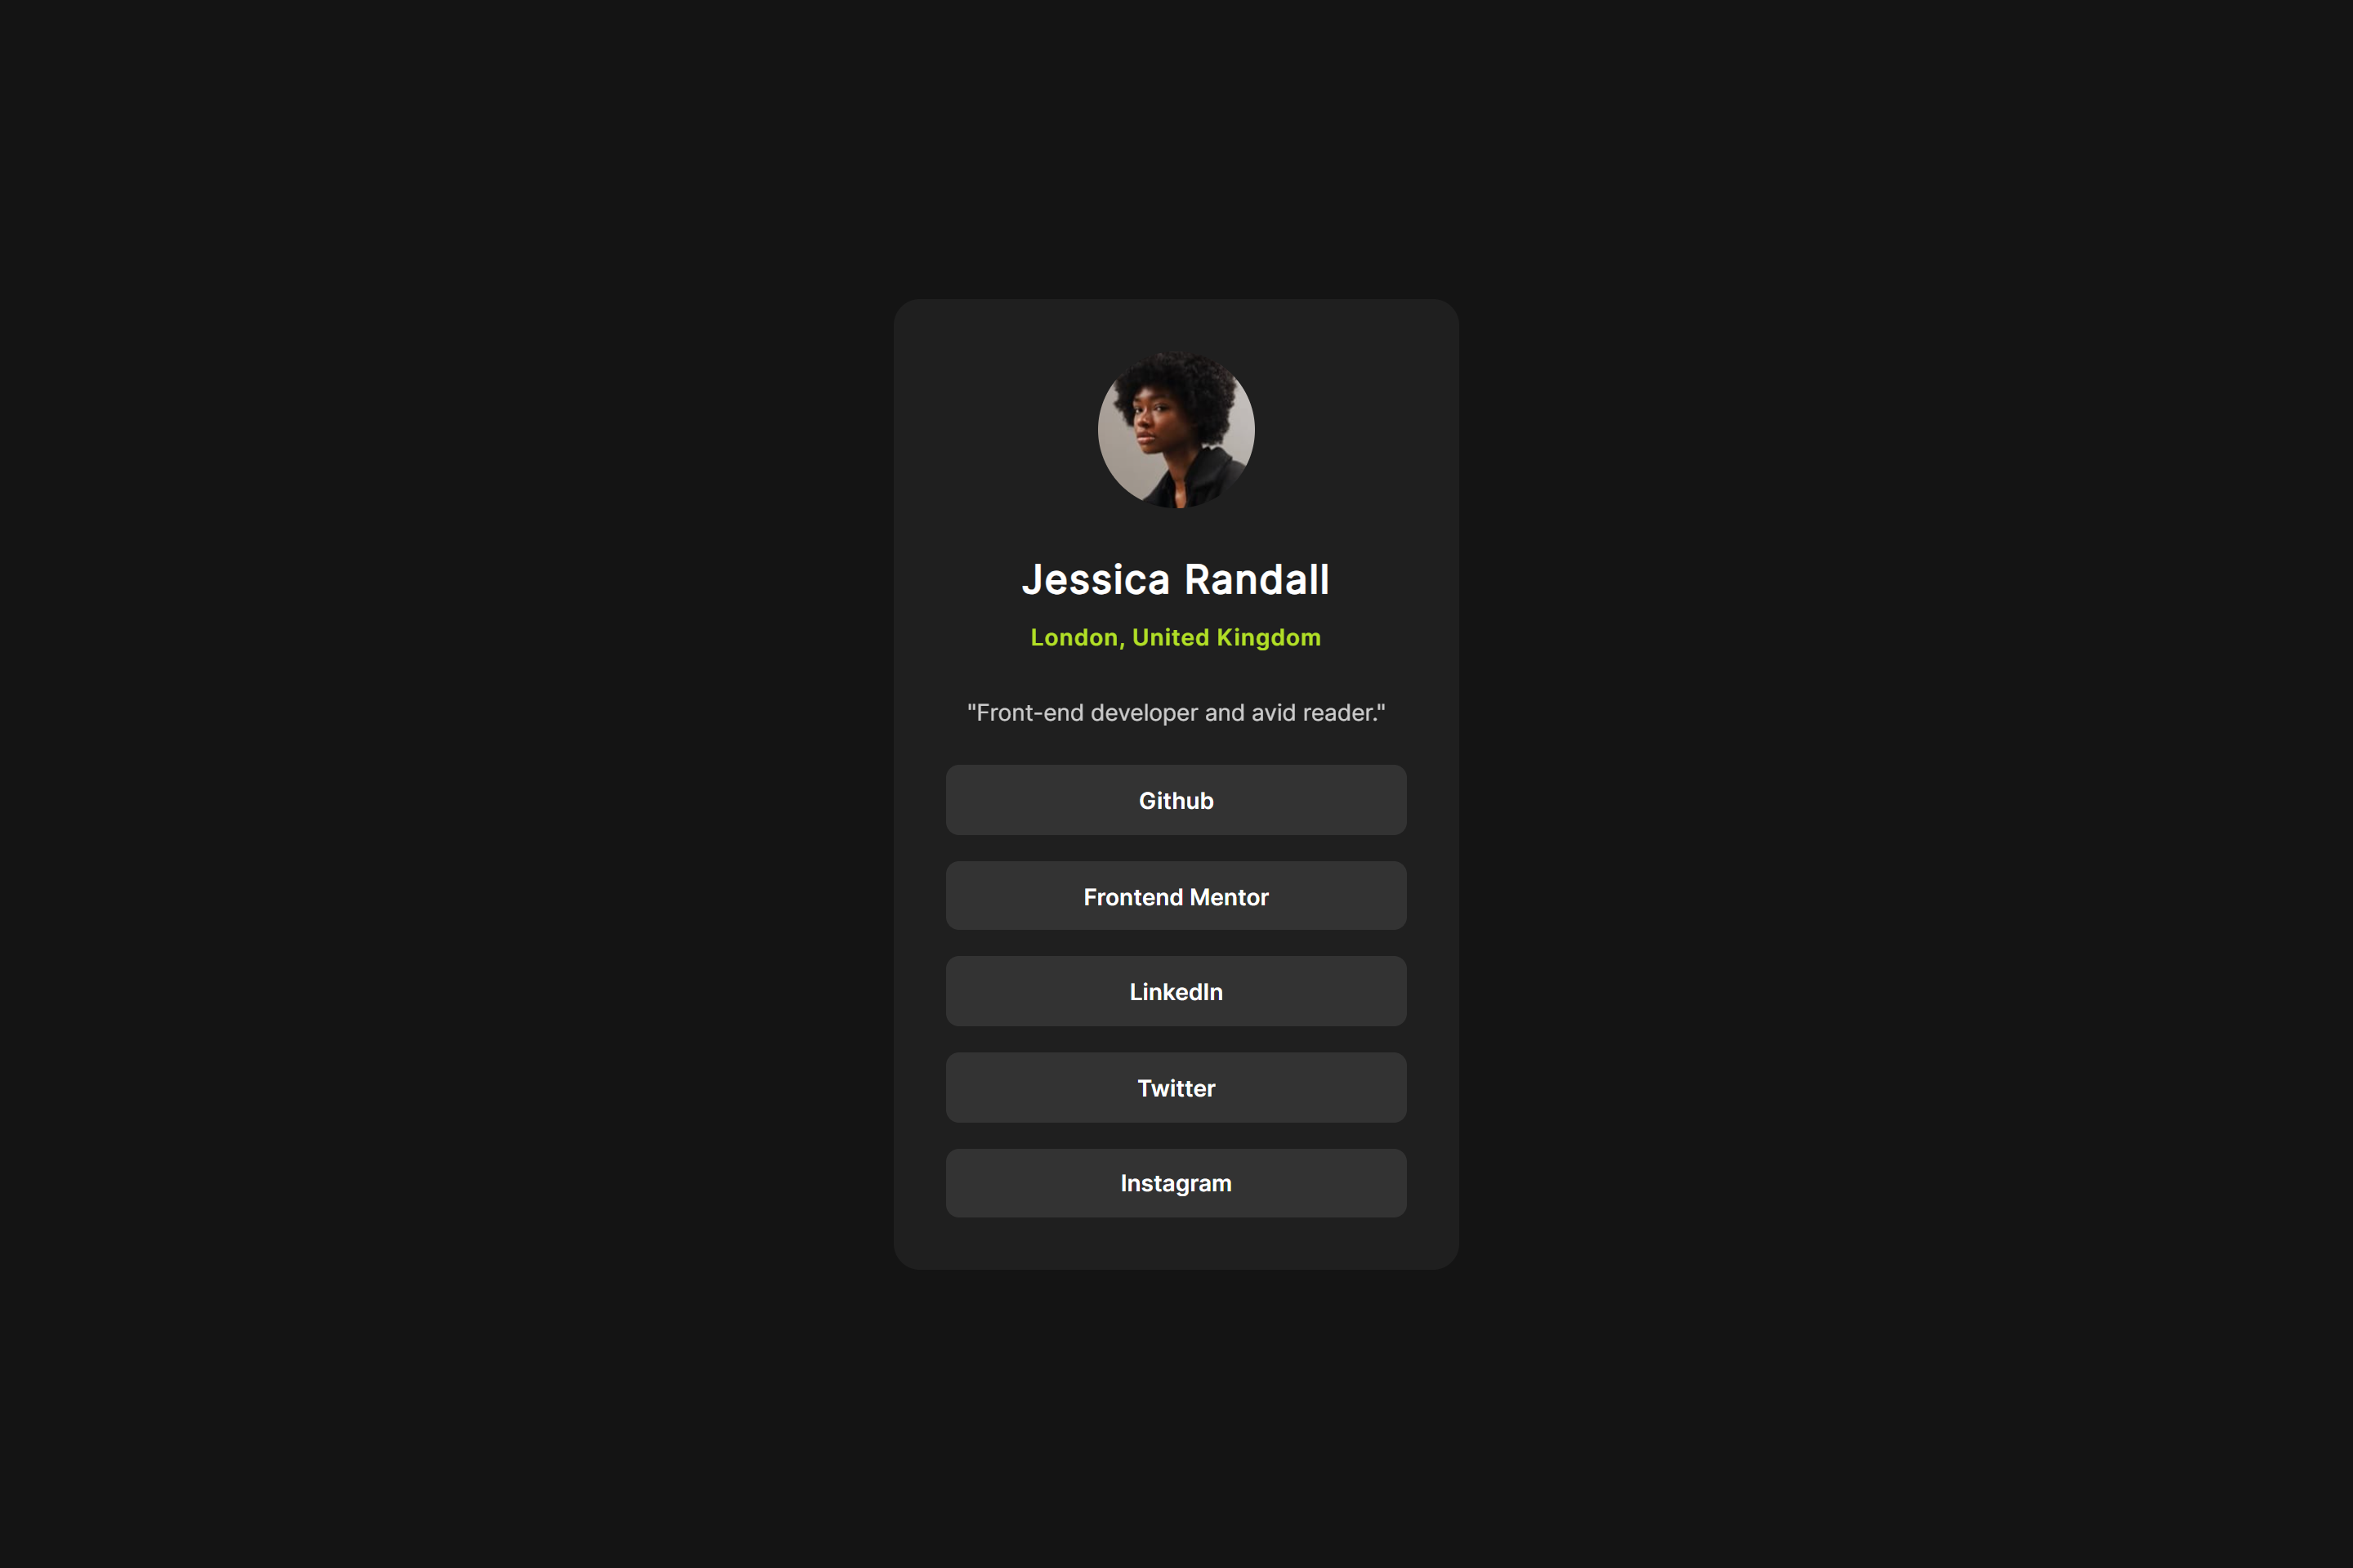 Jessica Randall
London, United Kingdom
"Front-end developer and avid reader."
Github
Frontend Mentor
LinkedIn
Twitter
Instagram